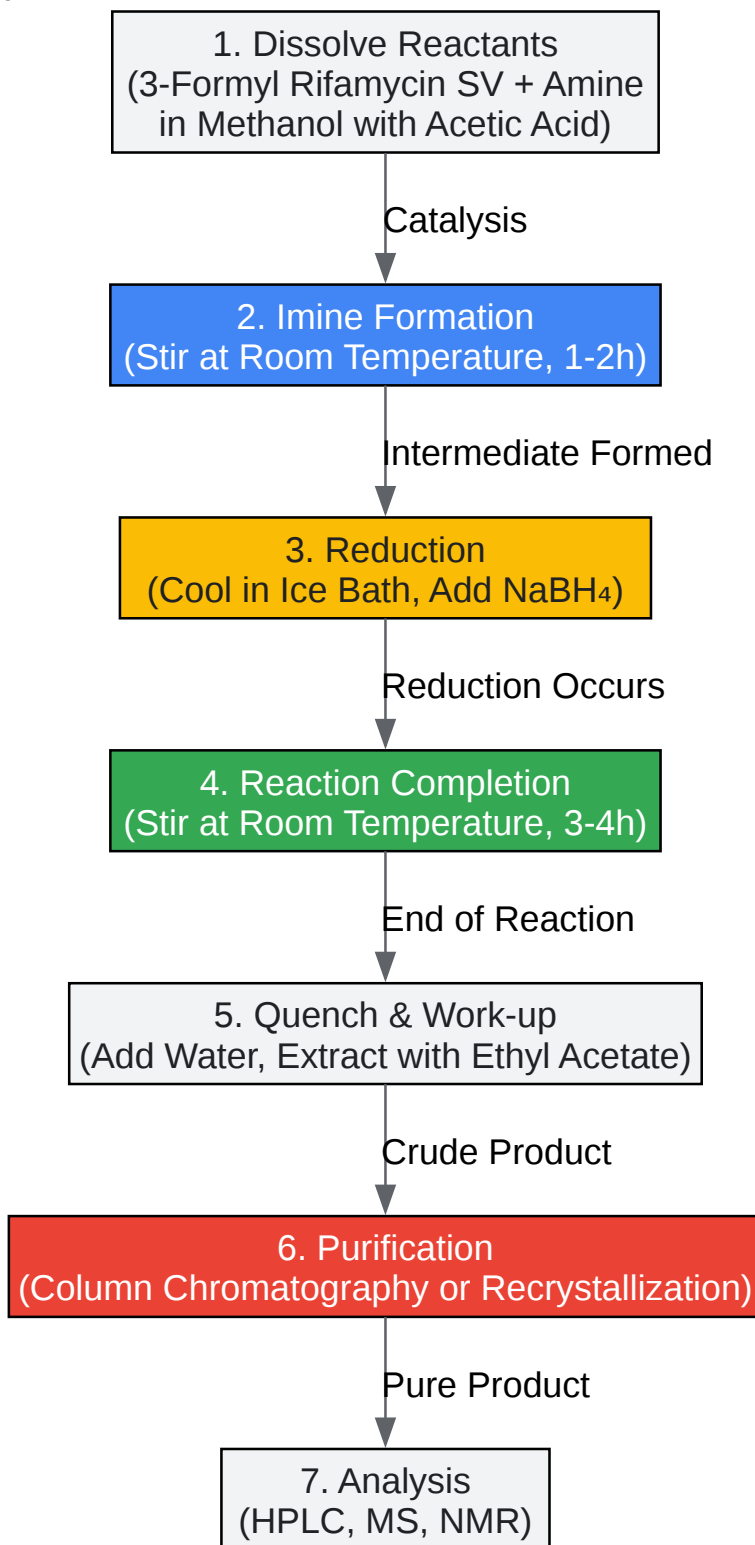 1. Dissolve Reactants
(3-Formyl Rifamycin SV + Amine
in Methanol with Acetic Acid)
Catalysis
2. Imine Formation
(Stir at Room Temperature, 1-2h)
Intermediate Formed
3. Reduction
(Cool in Ice Bath, Add NaBH₄)
Reduction Occurs
4. Reaction Completion
(Stir at Room Temperature, 3-4h)
End of Reaction
5. Quench & Work-up
(Add Water, Extract with Ethyl Acetate)
Crude Product
6. Purification
(Column Chromatography or Recrystallization)
Pure Product
7. Analysis
(HPLC, MS, NMR)